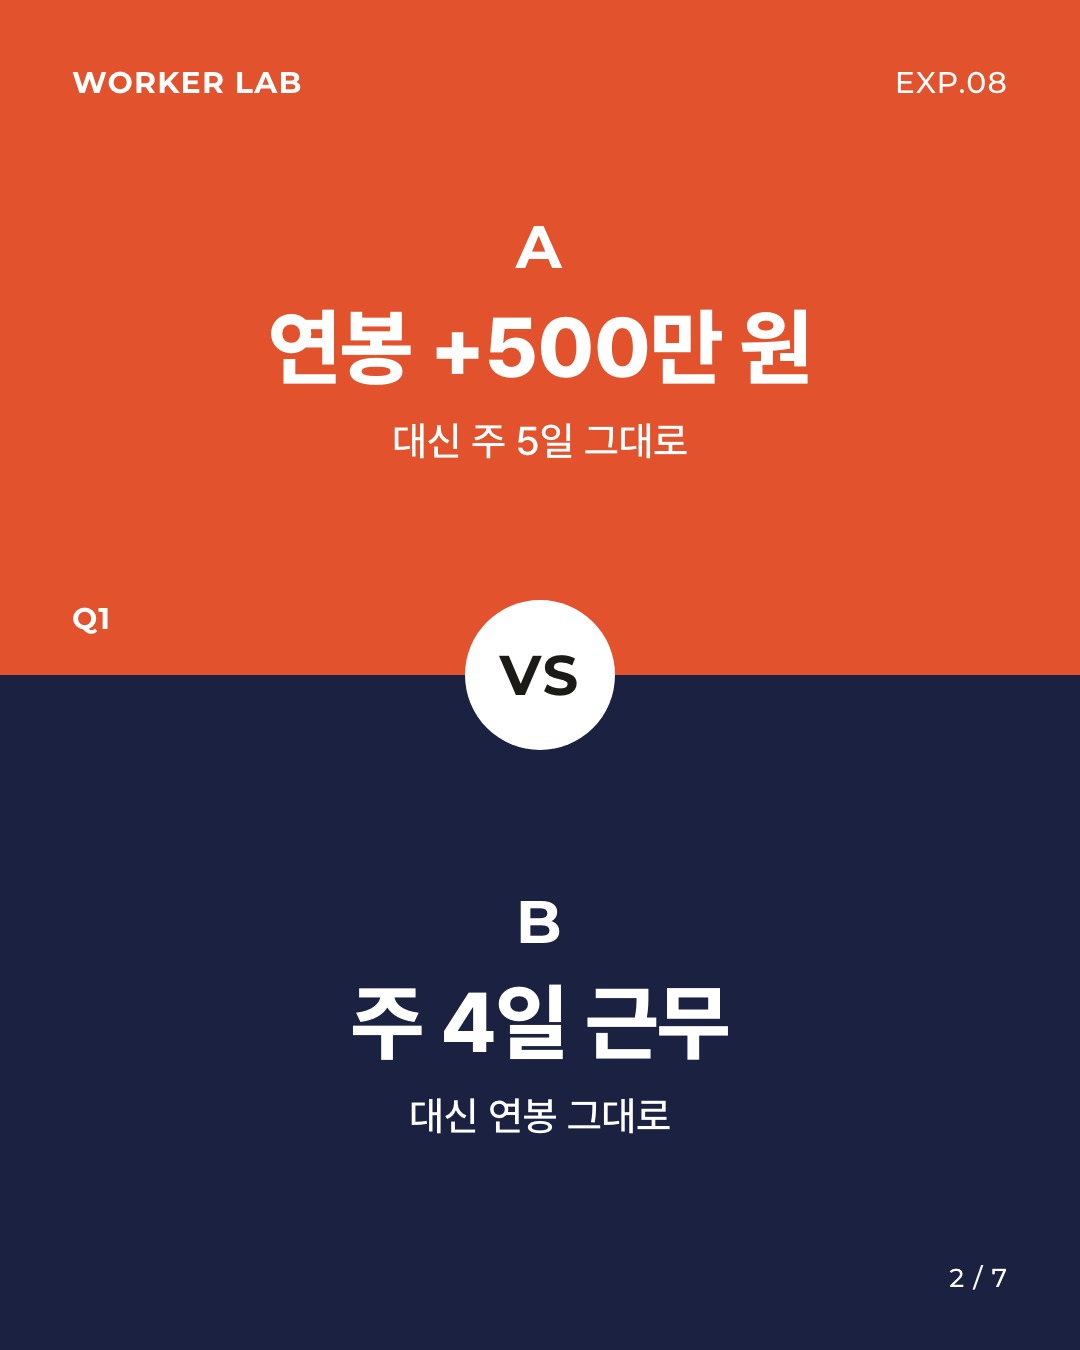 WORKER LAB
EXP.08
A
연봉 +500만 원
대신 주 5일 그대로
Q1
VS
B
주 4일 근무
대신 연봉 그대로
2 / 7